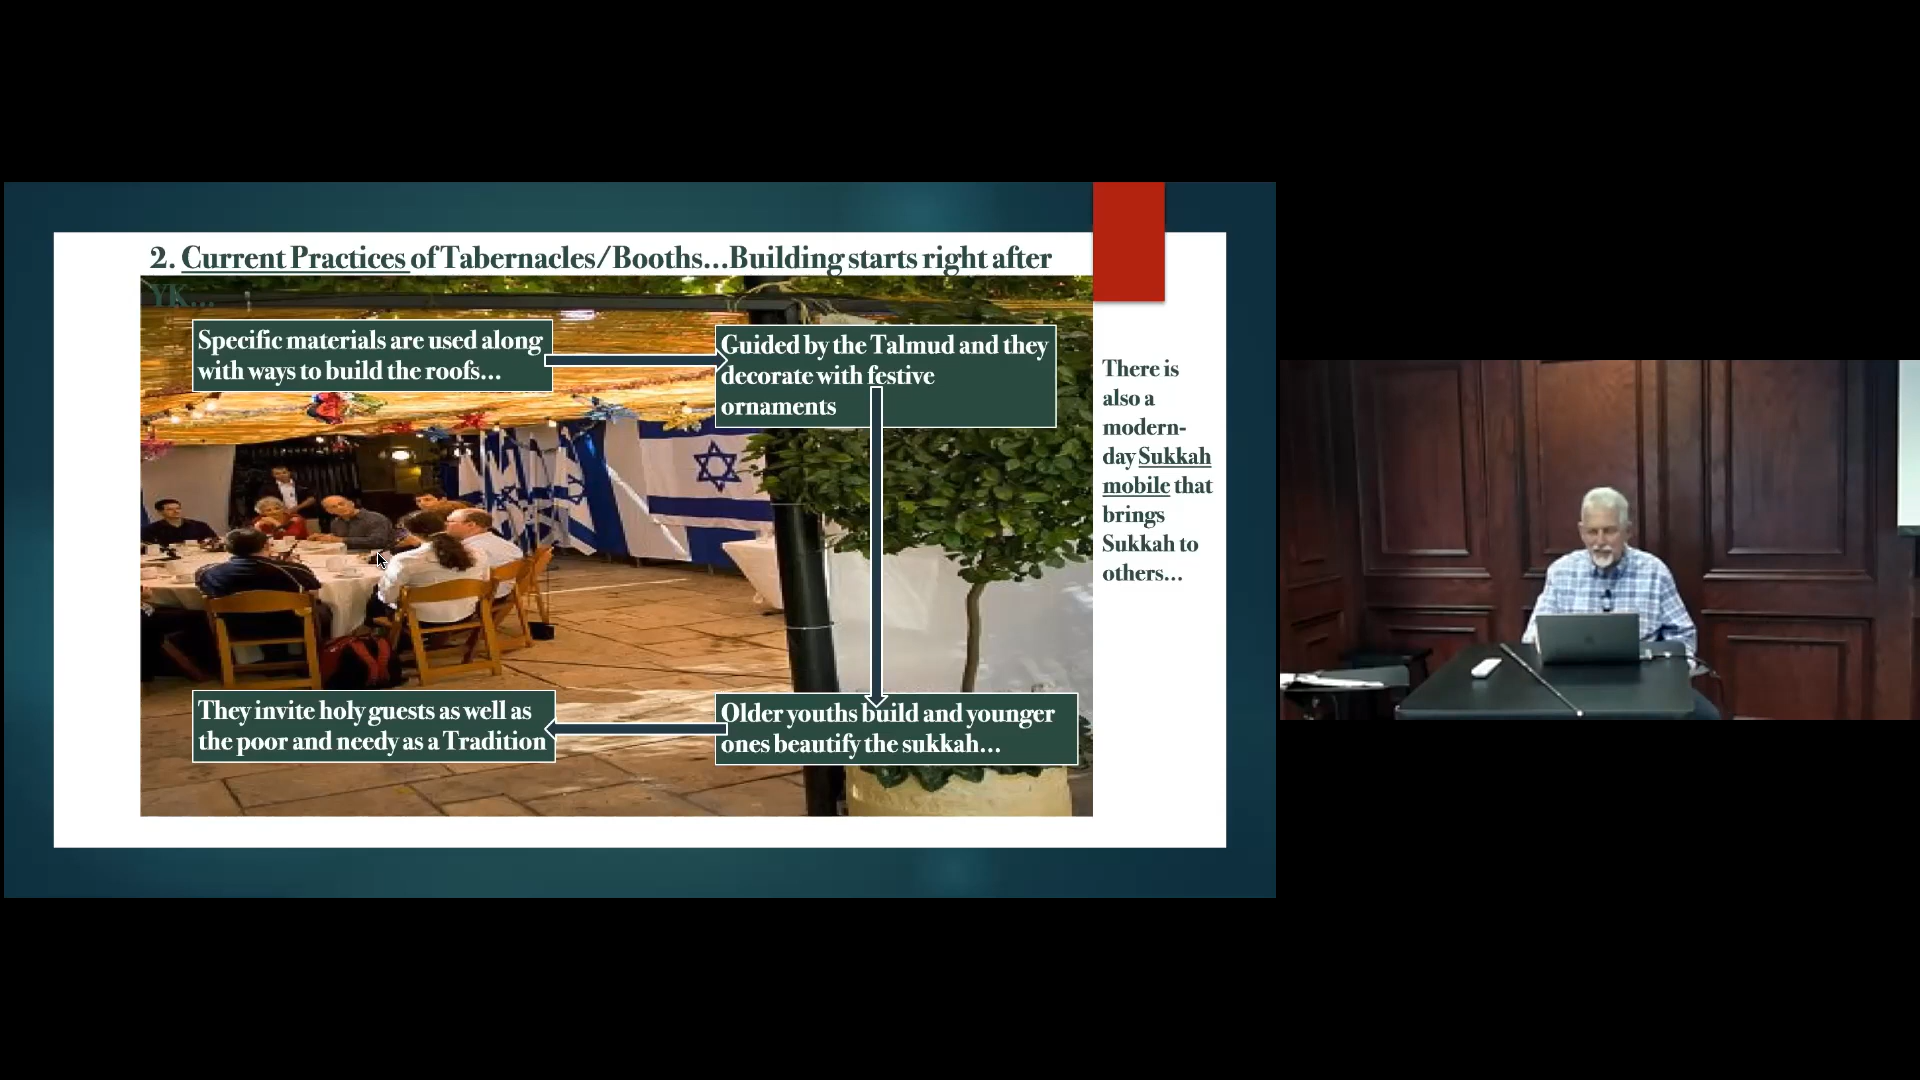 2. Current Practices of Tabernacles/Booths...Building starts right after
YK...
Specific materials are used along
with ways to build the roofs...
Guided by the Talmud and they
decorate with festive
ornaments
Older youths build and younger
ones beautify the sukkah...
They invite holy guests as well as
the poor and needy as a Tradition
There is
also a
modern-
day Sukkah
mobile that
brings
Sukkah to
others...